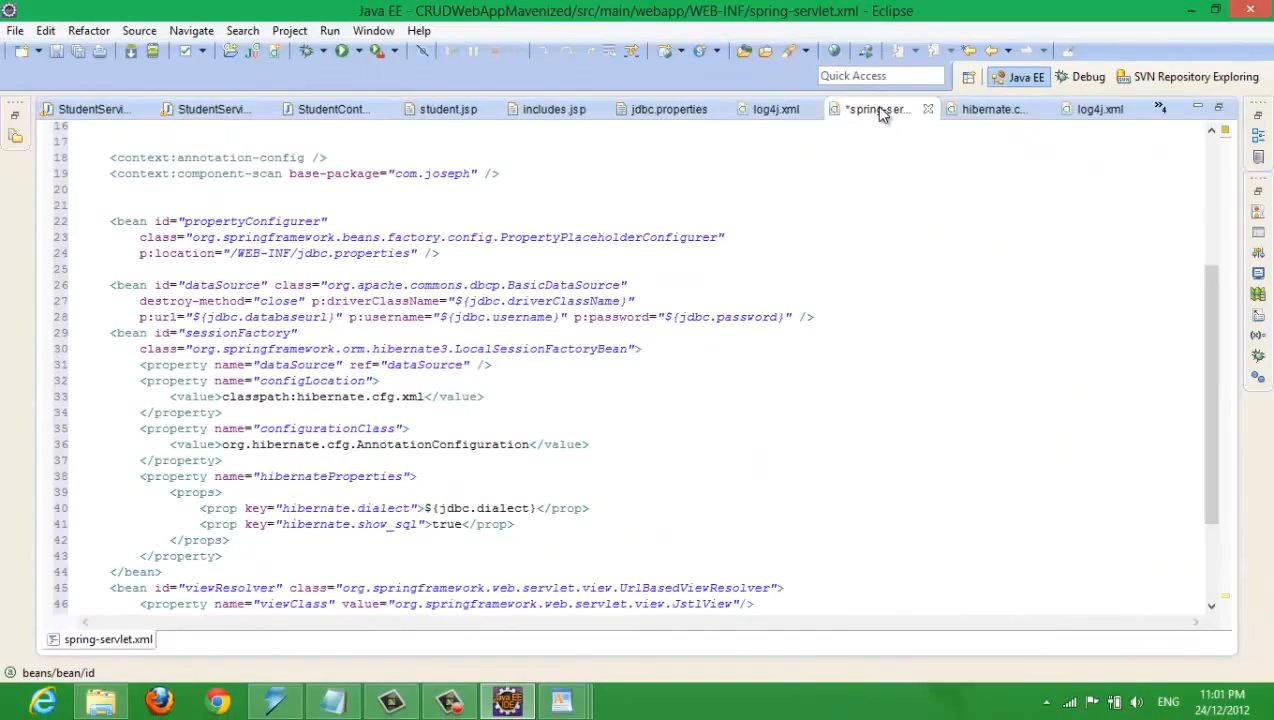 Java EE - CRUDWebAppMavenized/src/main/webapp/WEB-INF/spring-servlet.xml - Eclipse
File Edit Refactor Source Navigate Search Project Run Window Help
Quick Access
Java EE
Debug
SVN Repository Exploring
StudentServi...
StudentServi...
StudentCont...
student.jsp
includes.jsp
jdbc.properties
log4j.xml
*spring-ser...
hibernate.c...
log4j.xml
»4
16
17
18 <context:annotation-config />
19 <context:component-scan base-package="com.joseph" />
20
21
22 <bean id="propertyConfigurer"
23 class="org.springframework.beans.factory.config.PropertyPlaceholderConfigurer"
24 p:location="/WEB-INF/jdbc.properties" />
25
26 <bean id="dataSource" class="org.apache.commons.dbcp.BasicDataSource"
27 destroy-method="close" p:driverClassName="${jdbc.driverClassName}"
28 p:url="${jdbc.databaseurl}" p:username="${jdbc.username}" p:password="${jdbc.password}" />
29 <bean id="sessionFactory"
30 class="org.springframework.orm.hibernate3.LocalSessionFactoryBean">
31 <property name="dataSource" ref="dataSource" />
32 <property name="configLocation">
33 <value>classpath:hibernate.cfg.xml</value>
34 </property>
35 <property name="configurationClass">
36 <value>org.hibernate.cfg.AnnotationConfiguration</value>
37 </property>
38 <property name="hibernateProperties">
39 <props>
40 <prop key="hibernate.dialect">${jdbc.dialect}</prop>
41 <prop key="hibernate.show_sql">true</prop>
42 </props>
43 </property>
44 </bean>
45 <bean id="viewResolver" class="org.springframework.web.servlet.view.UrlBasedViewResolver">
46 <property name="viewClass" value="org.springframework.web.servlet.view.JstlView"/>
spring-servlet.xml
beans/bean/id
ENG
11:01 PM
24/12/2012